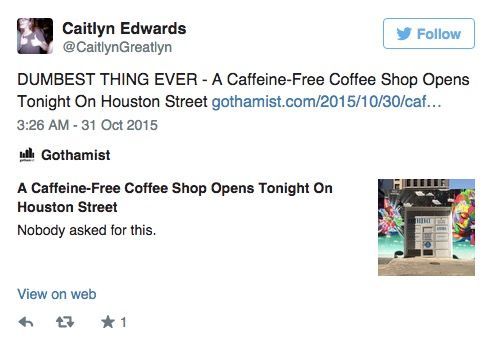 Caitlyn Edwards
@CaitlynGreatlyn
Follow
DUMBEST THING EVER - A Caffeine-Free Coffee Shop Opens
Tonight On Houston Street gothamist.com/2015/10/30/caf…
3:26 AM - 31 Oct 2015
Gothamist
A Caffeine-Free Coffee Shop Opens Tonight On
Houston Street
Nobody asked for this.
View on web
1